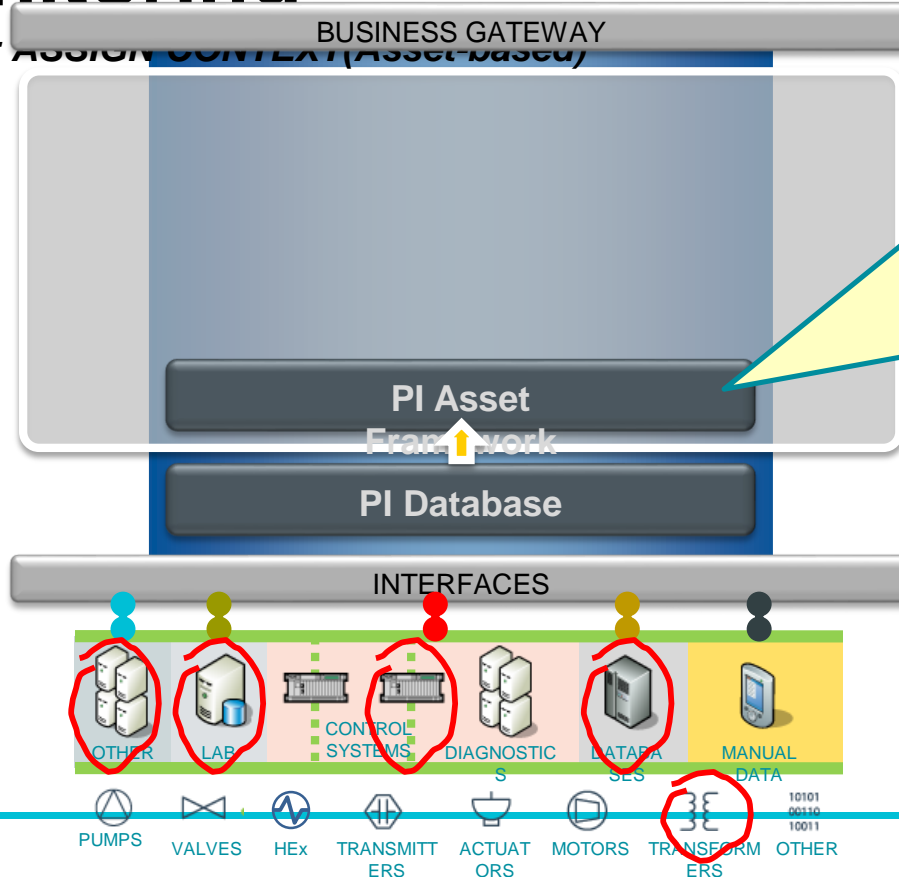 BUSINESS GATEWAY
ASSIGN CONTEXT(Asset-based)
PI Asset
Framework
PI Database
INTERFACES
OTHER
LAB
CONTROL
SYSTEMS
DIAGNOSTIC
S
DATABA
SES
MANUAL
DATA
10101
00110
10011
PUMPS
VALVES
HEx
TRANSMITT
ERS
ACTUAT
ORS
MOTORS
TRANSFORM
ERS
OTHER